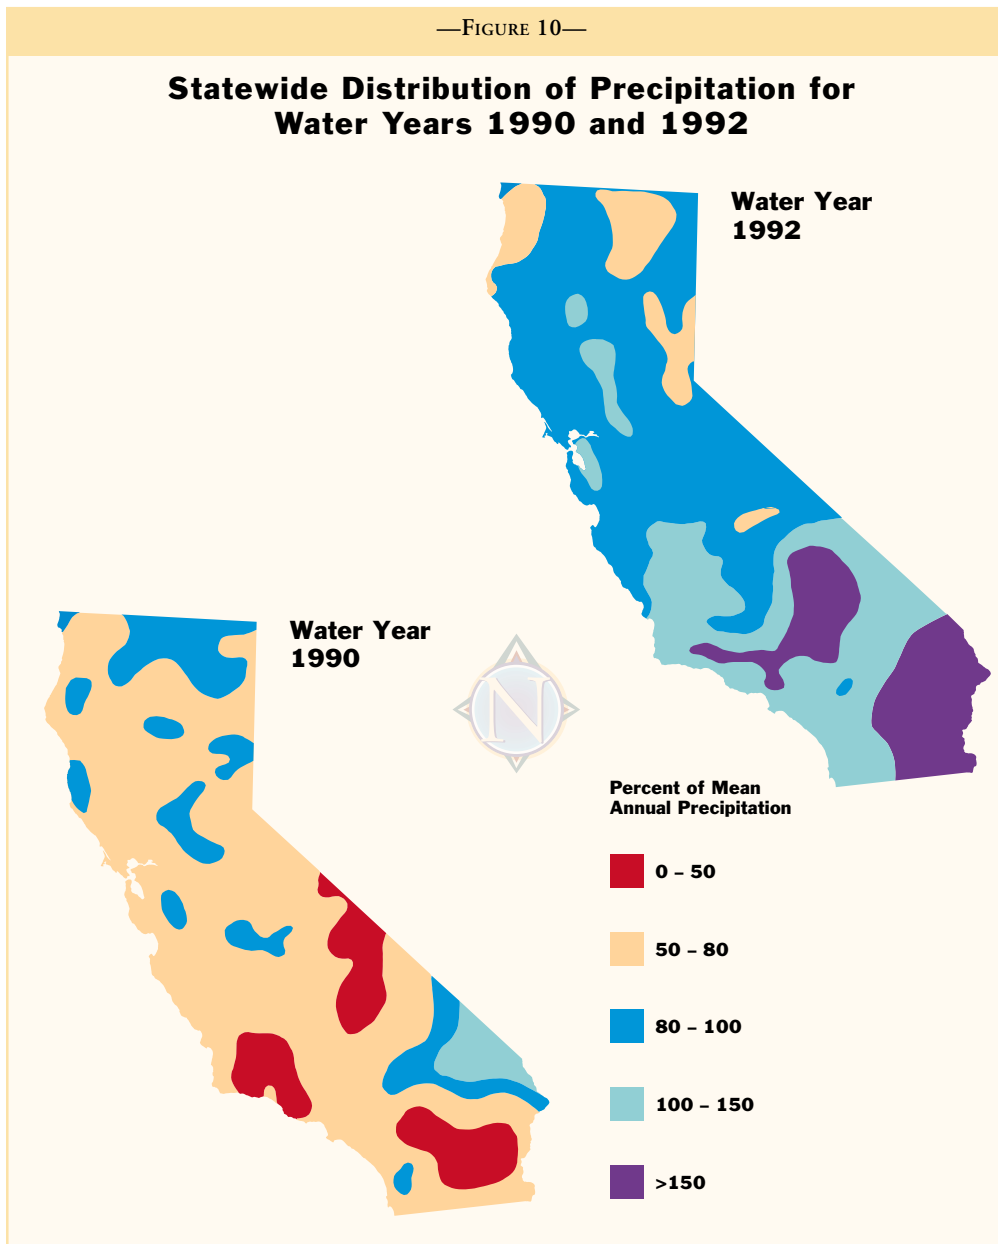 —FIGURE 10—
Statewide Distribution of Precipitation for
Water Years 1990 and 1992
Water Year
1992
Water Year
1990
N
Percent of Mean
Annual Precipitation
0 – 50
50 – 80
80 – 100
100 – 150
>150